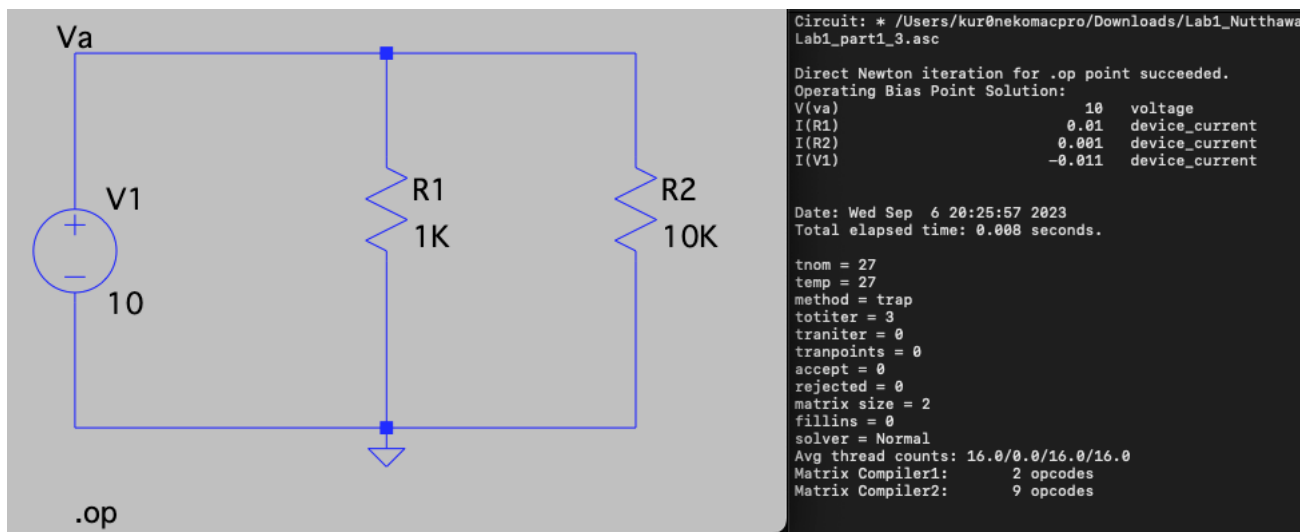 Va
V1
10
R1
1K
R2
10K
.op
Circuit: * /Users/kur0nekomacpro/Downloads/Lab1_Nutthawa
Lab1_part1_3.asc
Direct Newton iteration for .op point succeeded.
Operating Bias Point Solution:
V(va) 10 voltage
I(R1) 0.01 device_current
I(R2) 0.001 device_current
I(V1) -0.011 device_current
Date: Wed Sep  6 20:25:57 2023
Total elapsed time: 0.008 seconds.
tnom = 27
temp = 27
method = trap
totiter = 3
traniter = 0
tranpoints = 0
accept = 0
rejected = 0
matrix size = 2
fillins = 0
solver = Normal
Avg thread counts: 16.0/0.0/16.0/16.0
Matrix Compiler1: 2 opcodes
Matrix Compiler2: 9 opcodes